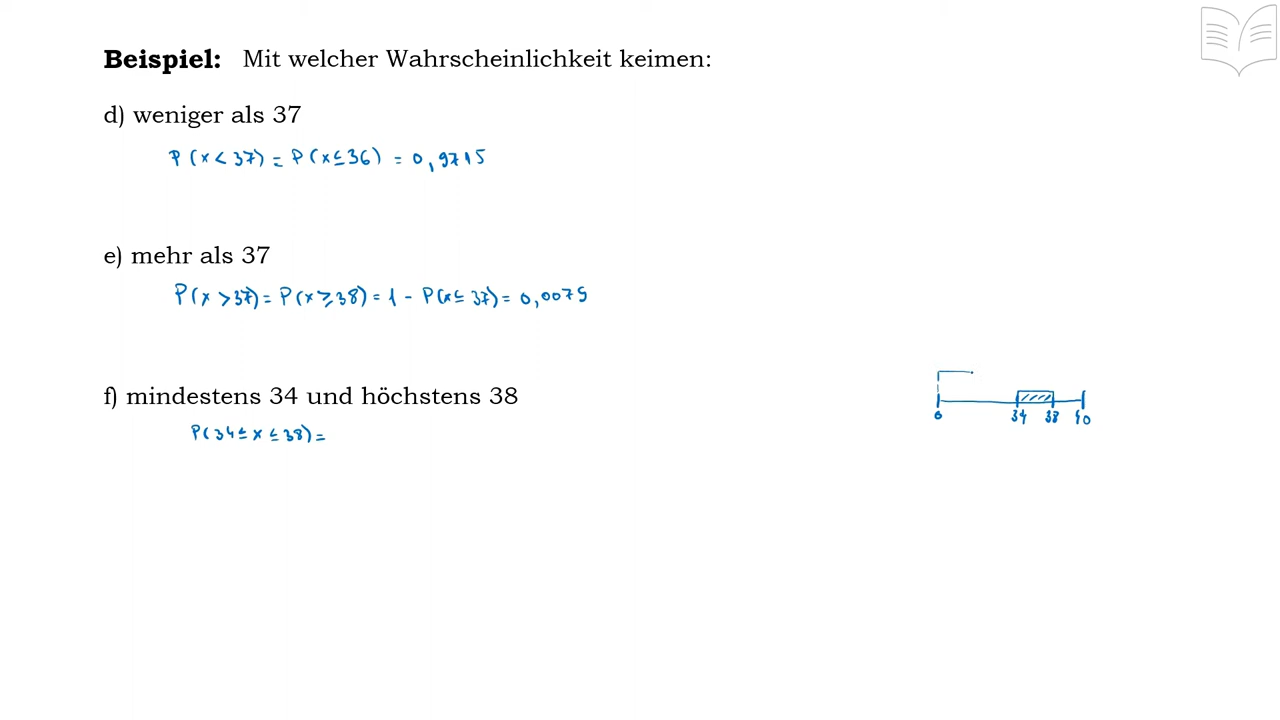 Beispiel: Mit welcher Wahrscheinlichkeit keimen:
d) weniger als 37
P(x < 37) = P(x ≤ 36) = 0,9715
e) mehr als 37
P(x > 37) = P(x ≥ 38) = 1 - P(x ≤ 37) = 0,0079
f) mindestens 34 und höchstens 38
P(34 ≤ x ≤ 38) =
0 34 38 40